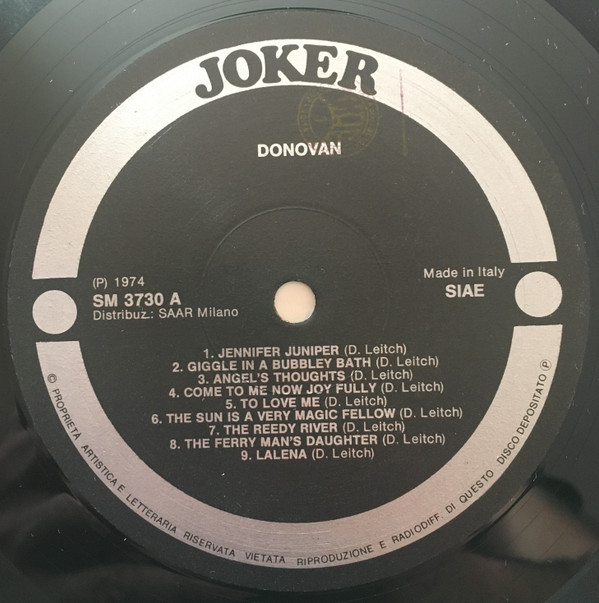 JOKER
DONOVAN
(P) 1974
SM 3730 A
Distribuz.: SAAR Milano
Made in Italy
SIAE
1. JENNIFER JUNIPER (D. Leitch)
2. GIGGLE IN A BUBBLEY BATH (D. Leitch)
3. ANGEL'S THOUGHTS (D. Leitch)
4. COME TO ME NOW JOY FULLY (D. Leitch)
5. TO LOVE ME (D. Leitch)
6. THE SUN IS A VERY MAGIC FELLOW (D. Leitch)
7. THE REEDY RIVER (D. Leitch)
8. THE FERRY MAN'S DAUGHTER (D. Leitch)
9. LALENA (D. Leitch)
© PROPRIETÀ ARTISTICA E LETTERARIA RISERVATA VIETATA RIPRODUZIONE E RADIODIFF. DI QUESTO DISCO DEPOSITATO Ⓟ